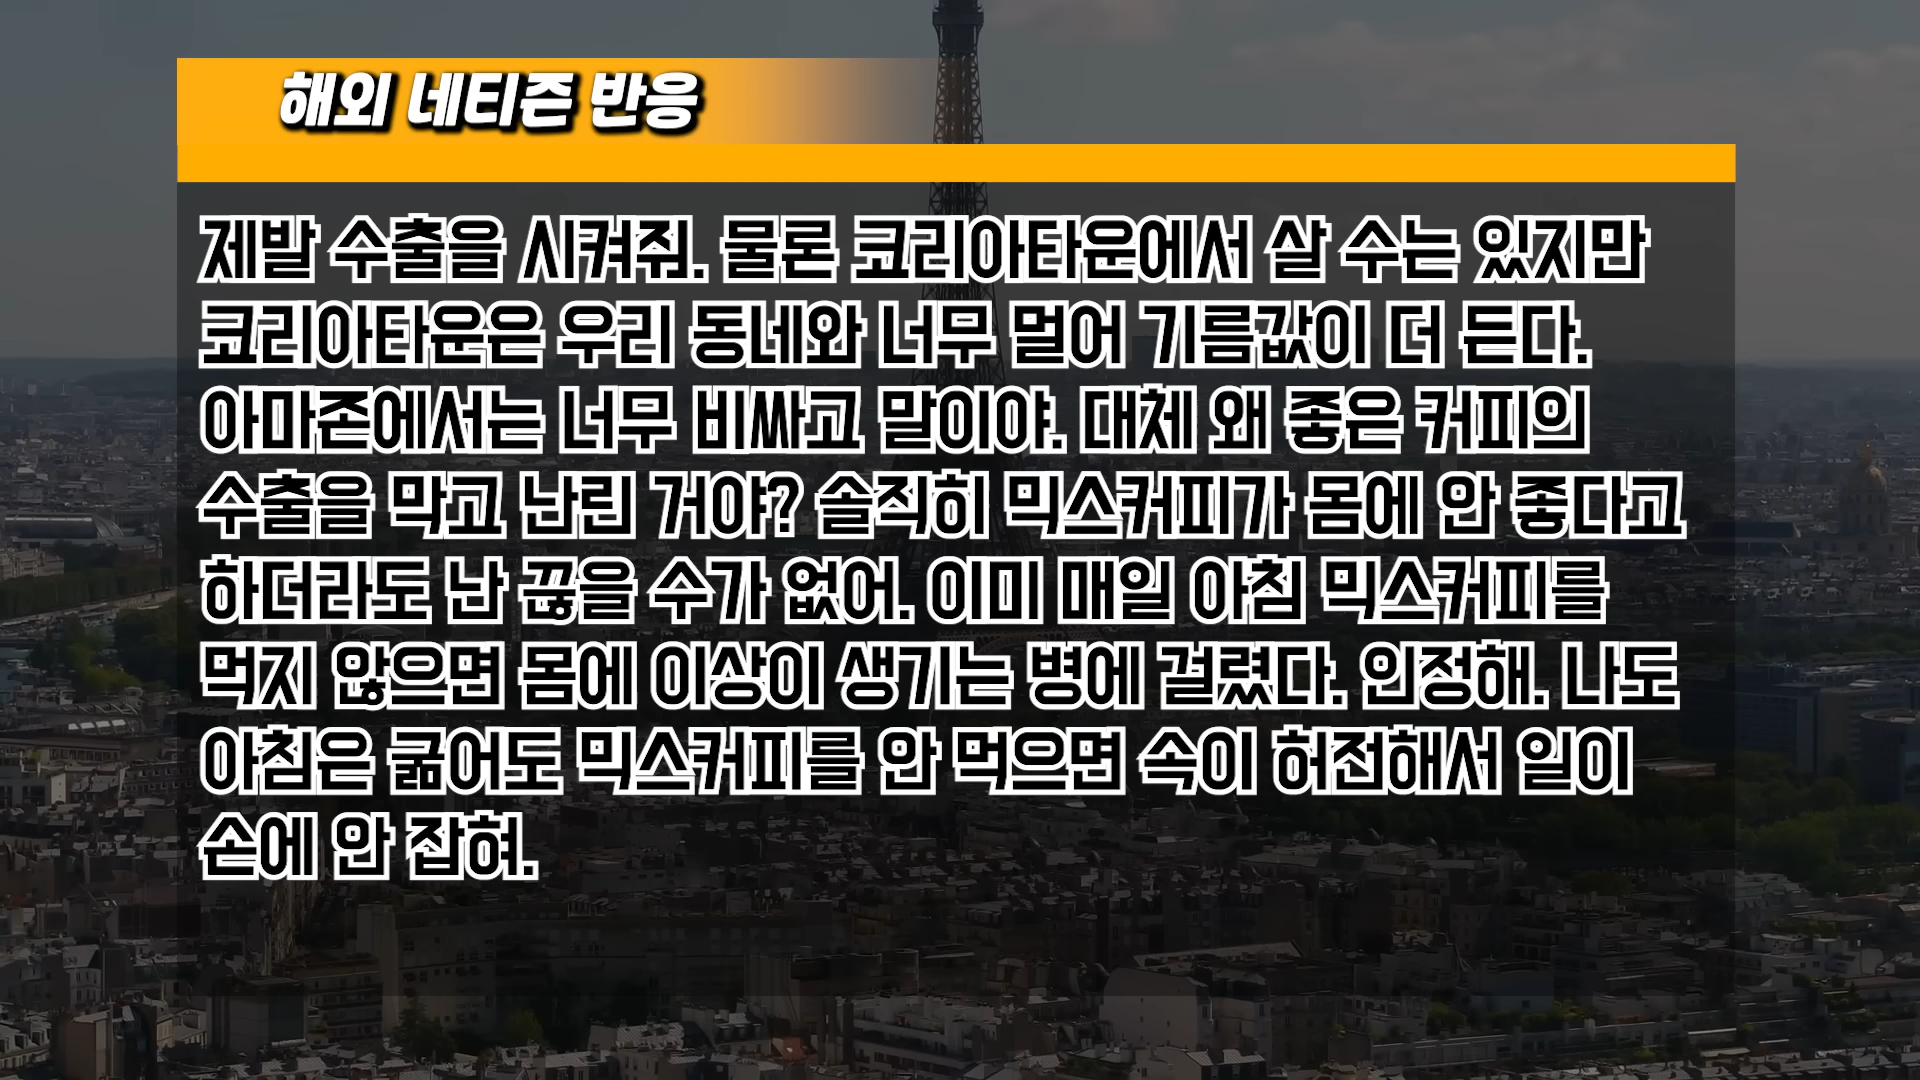 해외 네티즌 반응
제발 수출을 시켜줘. 물론 코리아타운에서 살 수는 있지만
코리아타운은 우리 동네와 너무 멀어 기름값이 더 든다.
아마존에서는 너무 비싸고 말이야. 대체 왜 좋은 커피의
수출을 막고 난린 거야? 솔직히 믹스커피가 몸에 안 좋다고
하더라도 난 끊을 수가 없어. 이미 매일 아침 믹스커피를
먹지 않으면 몸에 이상이 생기는 병에 걸렸다. 인정해. 나도
아침은 굶어도 믹스커피를 안 먹으면 속이 허전해서 일이
손에 안 잡혀.